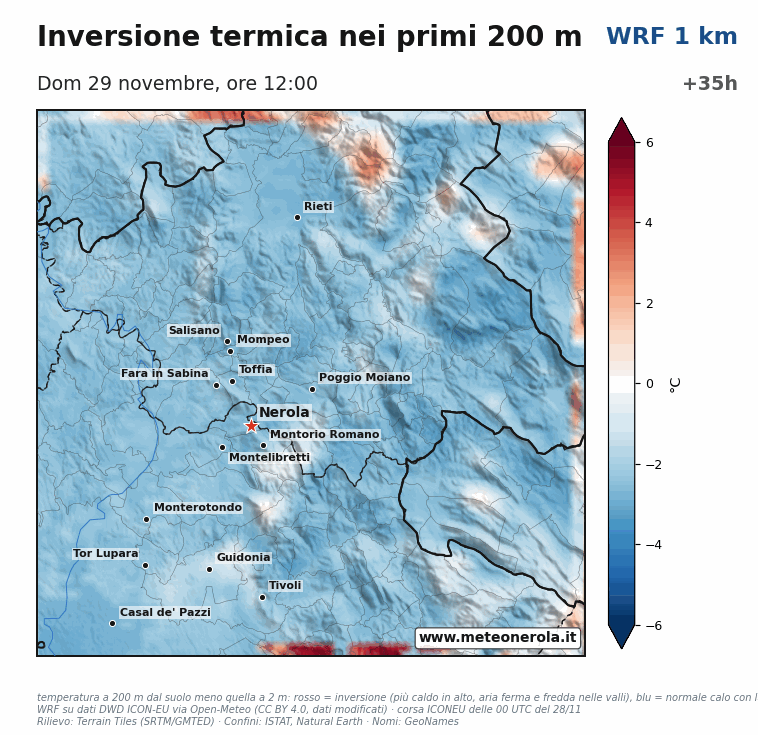 Inversione termica nei primi 200 m WRF 1 km
Dom 29 novembre, ore 12:00 +35h
6
4
2
0
−2
−4
−6
°C
Rieti
Salisano
Mompeo
Fara in Sabina
Toffia
Poggio Moiano
Nerola
Montorio Romano
Montelibretti
Monterotondo
Tor Lupara
Guidonia
Tivoli
Casal de' Pazzi
www.meteonerola.it
temperatura a 200 m dal suolo meno quella a 2 m: rosso = inversione (più caldo in alto, aria ferma e fredda nelle valli), blu = normale calo con
WRF su dati DWD ICON-EU via Open-Meteo (CC BY 4.0, dati modificati) · corsa ICONEU delle 00 UTC del 28/11
Rilievo: Terrain Tiles (SRTM/GMTED) · Confini: ISTAT, Natural Earth · Nomi: GeoNames